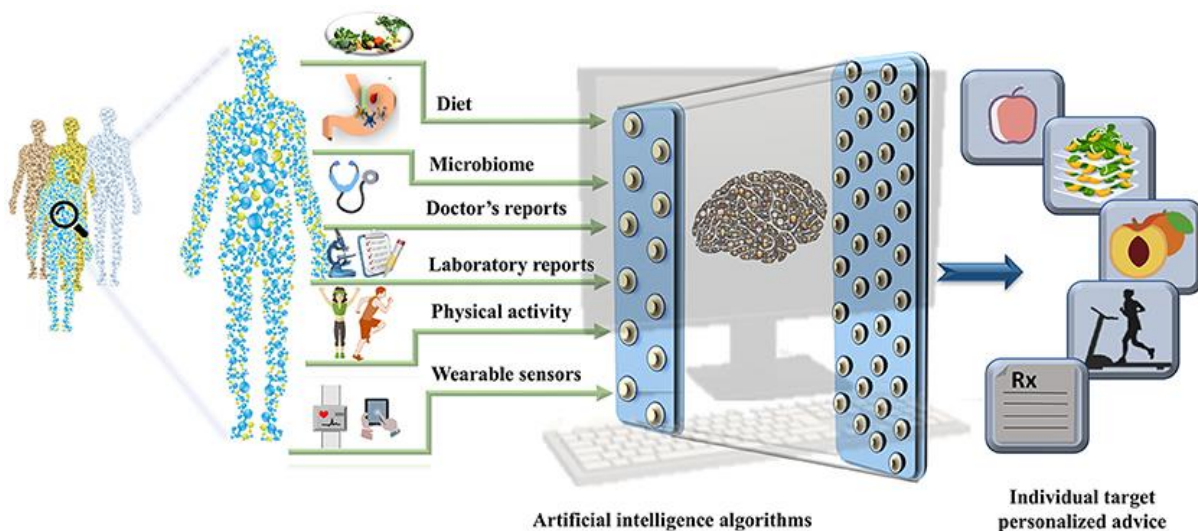 Diet
Microbiome
Doctor's reports
Laboratory reports
Physical activity
Wearable sensors
Rx
Artificial intelligence algorithms
Individual target
personalized advice